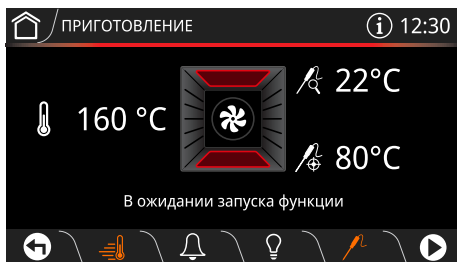 ПРИГОТОВЛЕНИЕ
i 12:30
22°C
160 °C
80°C
В ожидании запуска функции